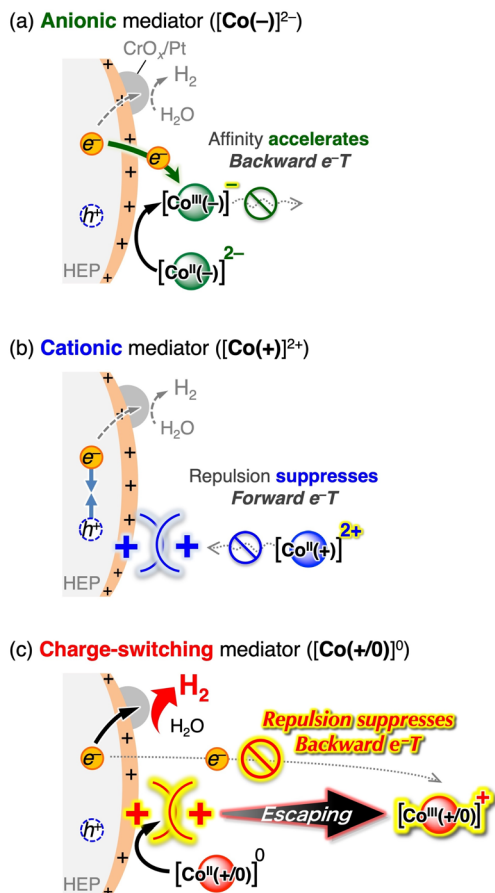 (a) Anionic mediator ([Co(–)]²⁻)
CrOₓ/Pt
H₂
H₂O
e⁻
e⁻
Affinity accelerates
Backward e⁻T
[Coᴵᴵᴵ(–)]⁻
h⁺
[Coᴵᴵ(–)]²⁻
HEP
+ + + + + + +
(b) Cationic mediator ([Co(+)]²⁺)
H₂
H₂O
e⁻
Repulsion suppresses
Forward e⁻T
h⁺
+ +
[Coᴵᴵ(+)]²⁺
HEP
+ + + + + + +
(c) Charge-switching mediator ([Co(+/0)]⁰)
H₂
H₂O
Repulsion suppresses
Backward e⁻T
e⁻
e⁻
+ +
Escaping
[Coᴵᴵᴵ(+/0)]⁺
h⁺
[Coᴵᴵ(+/0)]⁰
HEP
+ + + + + + +